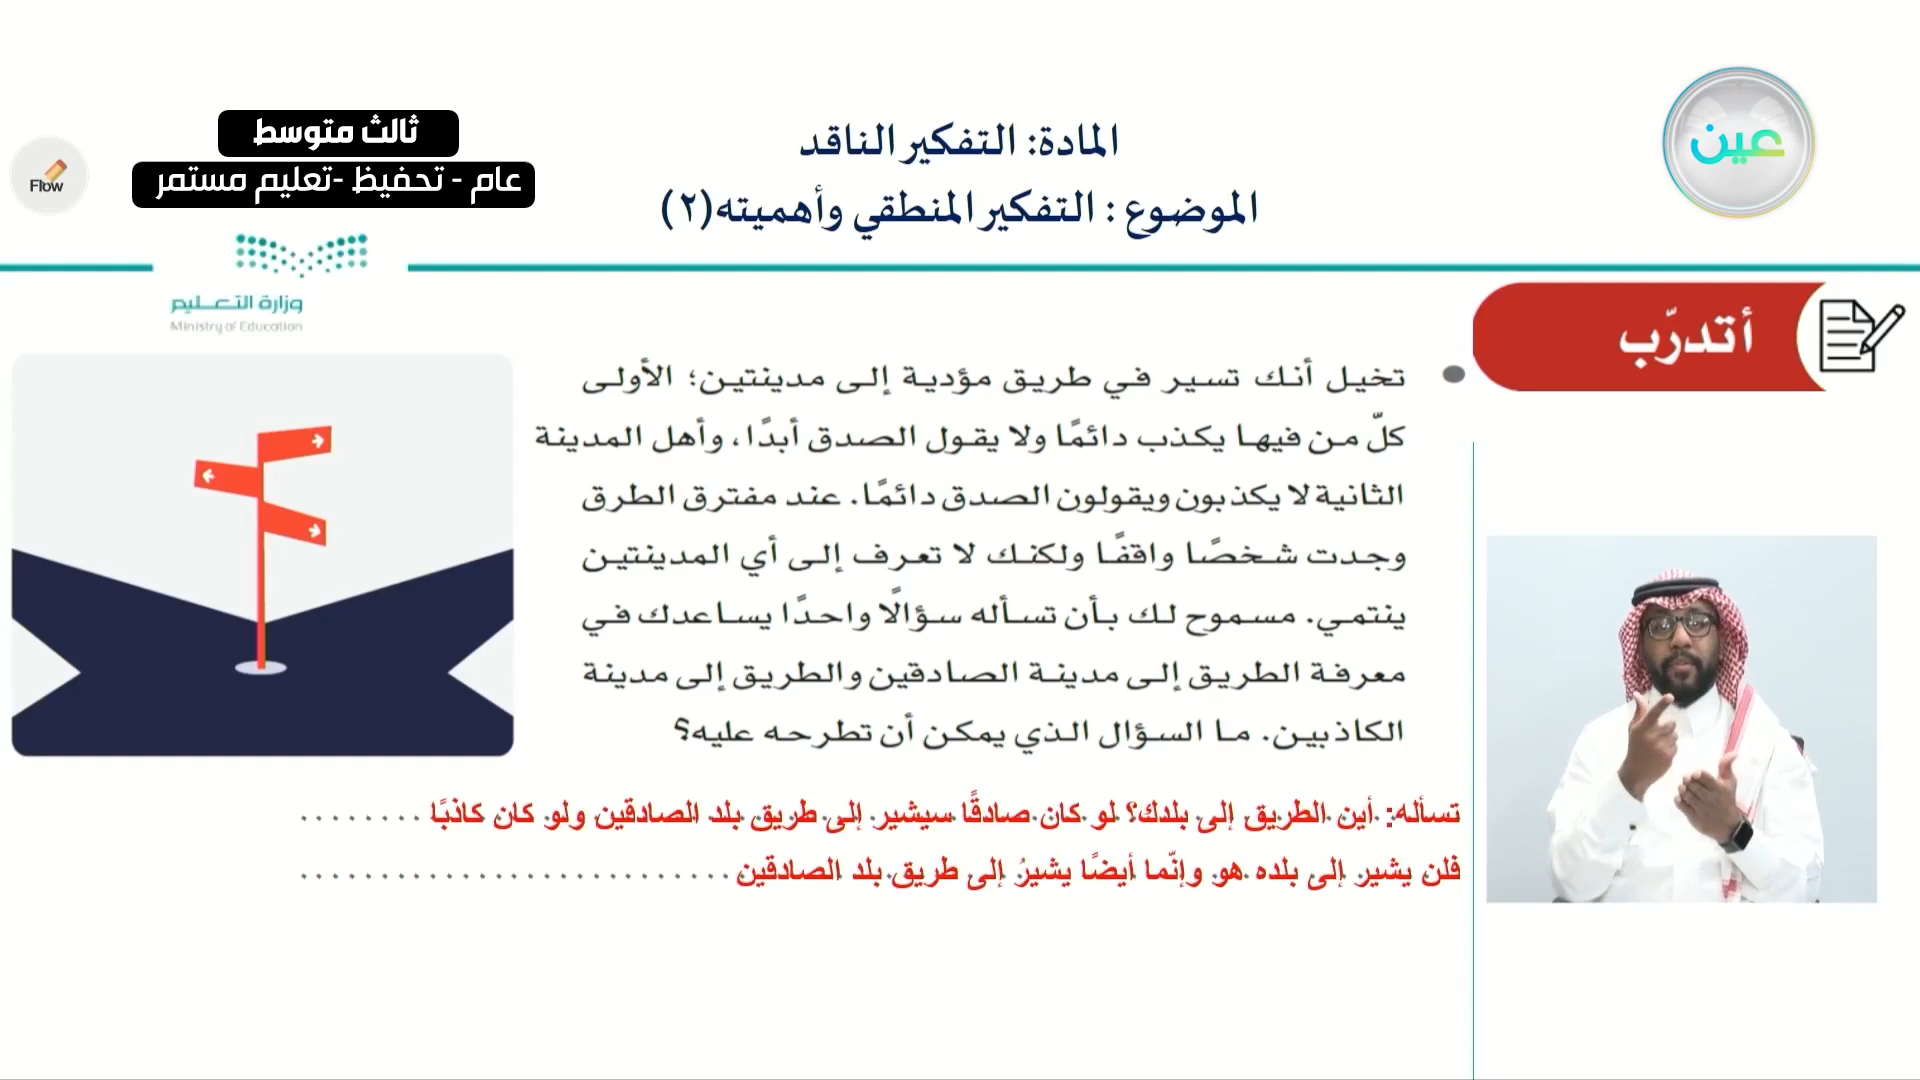 المادة: التفكير الناقد
الموضوع : التفكير المنطقي وأهميته(٢)
عين
ثالث متوسط
عام - تحفيظ -تعليم مستمر
Flow
وزارة التعليم
Ministry of Education
أتدرّب
تخيل أنك تسير في طريق مؤدية إلى مدينتين؛ الأولى
كلّ من فيها يكذب دائمًا ولا يقول الصدق أبدًا، وأهل المدينة
الثانية لا يكذبون ويقولون الصدق دائمًا. عند مفترق الطرق
وجدت شخصًا واقفًا ولكنك لا تعرف إلى أي المدينتين
ينتمي. مسموح لك بأن تسأله سؤالًا واحدًا يساعدك في
معرفة الطريق إلى مدينة الصادقين والطريق إلى مدينة
الكاذبين. ما السؤال الذي يمكن أن تطرحه عليه؟
تسأله: أين الطريق إلى بلدك؟ لو كان صادقًا سيشير إلى طريق بلد الصادقين ولو كان كاذبًا
فلن يشير إلى بلده هو وإنّما أيضًا يشيرُ إلى طريق بلد الصادقين